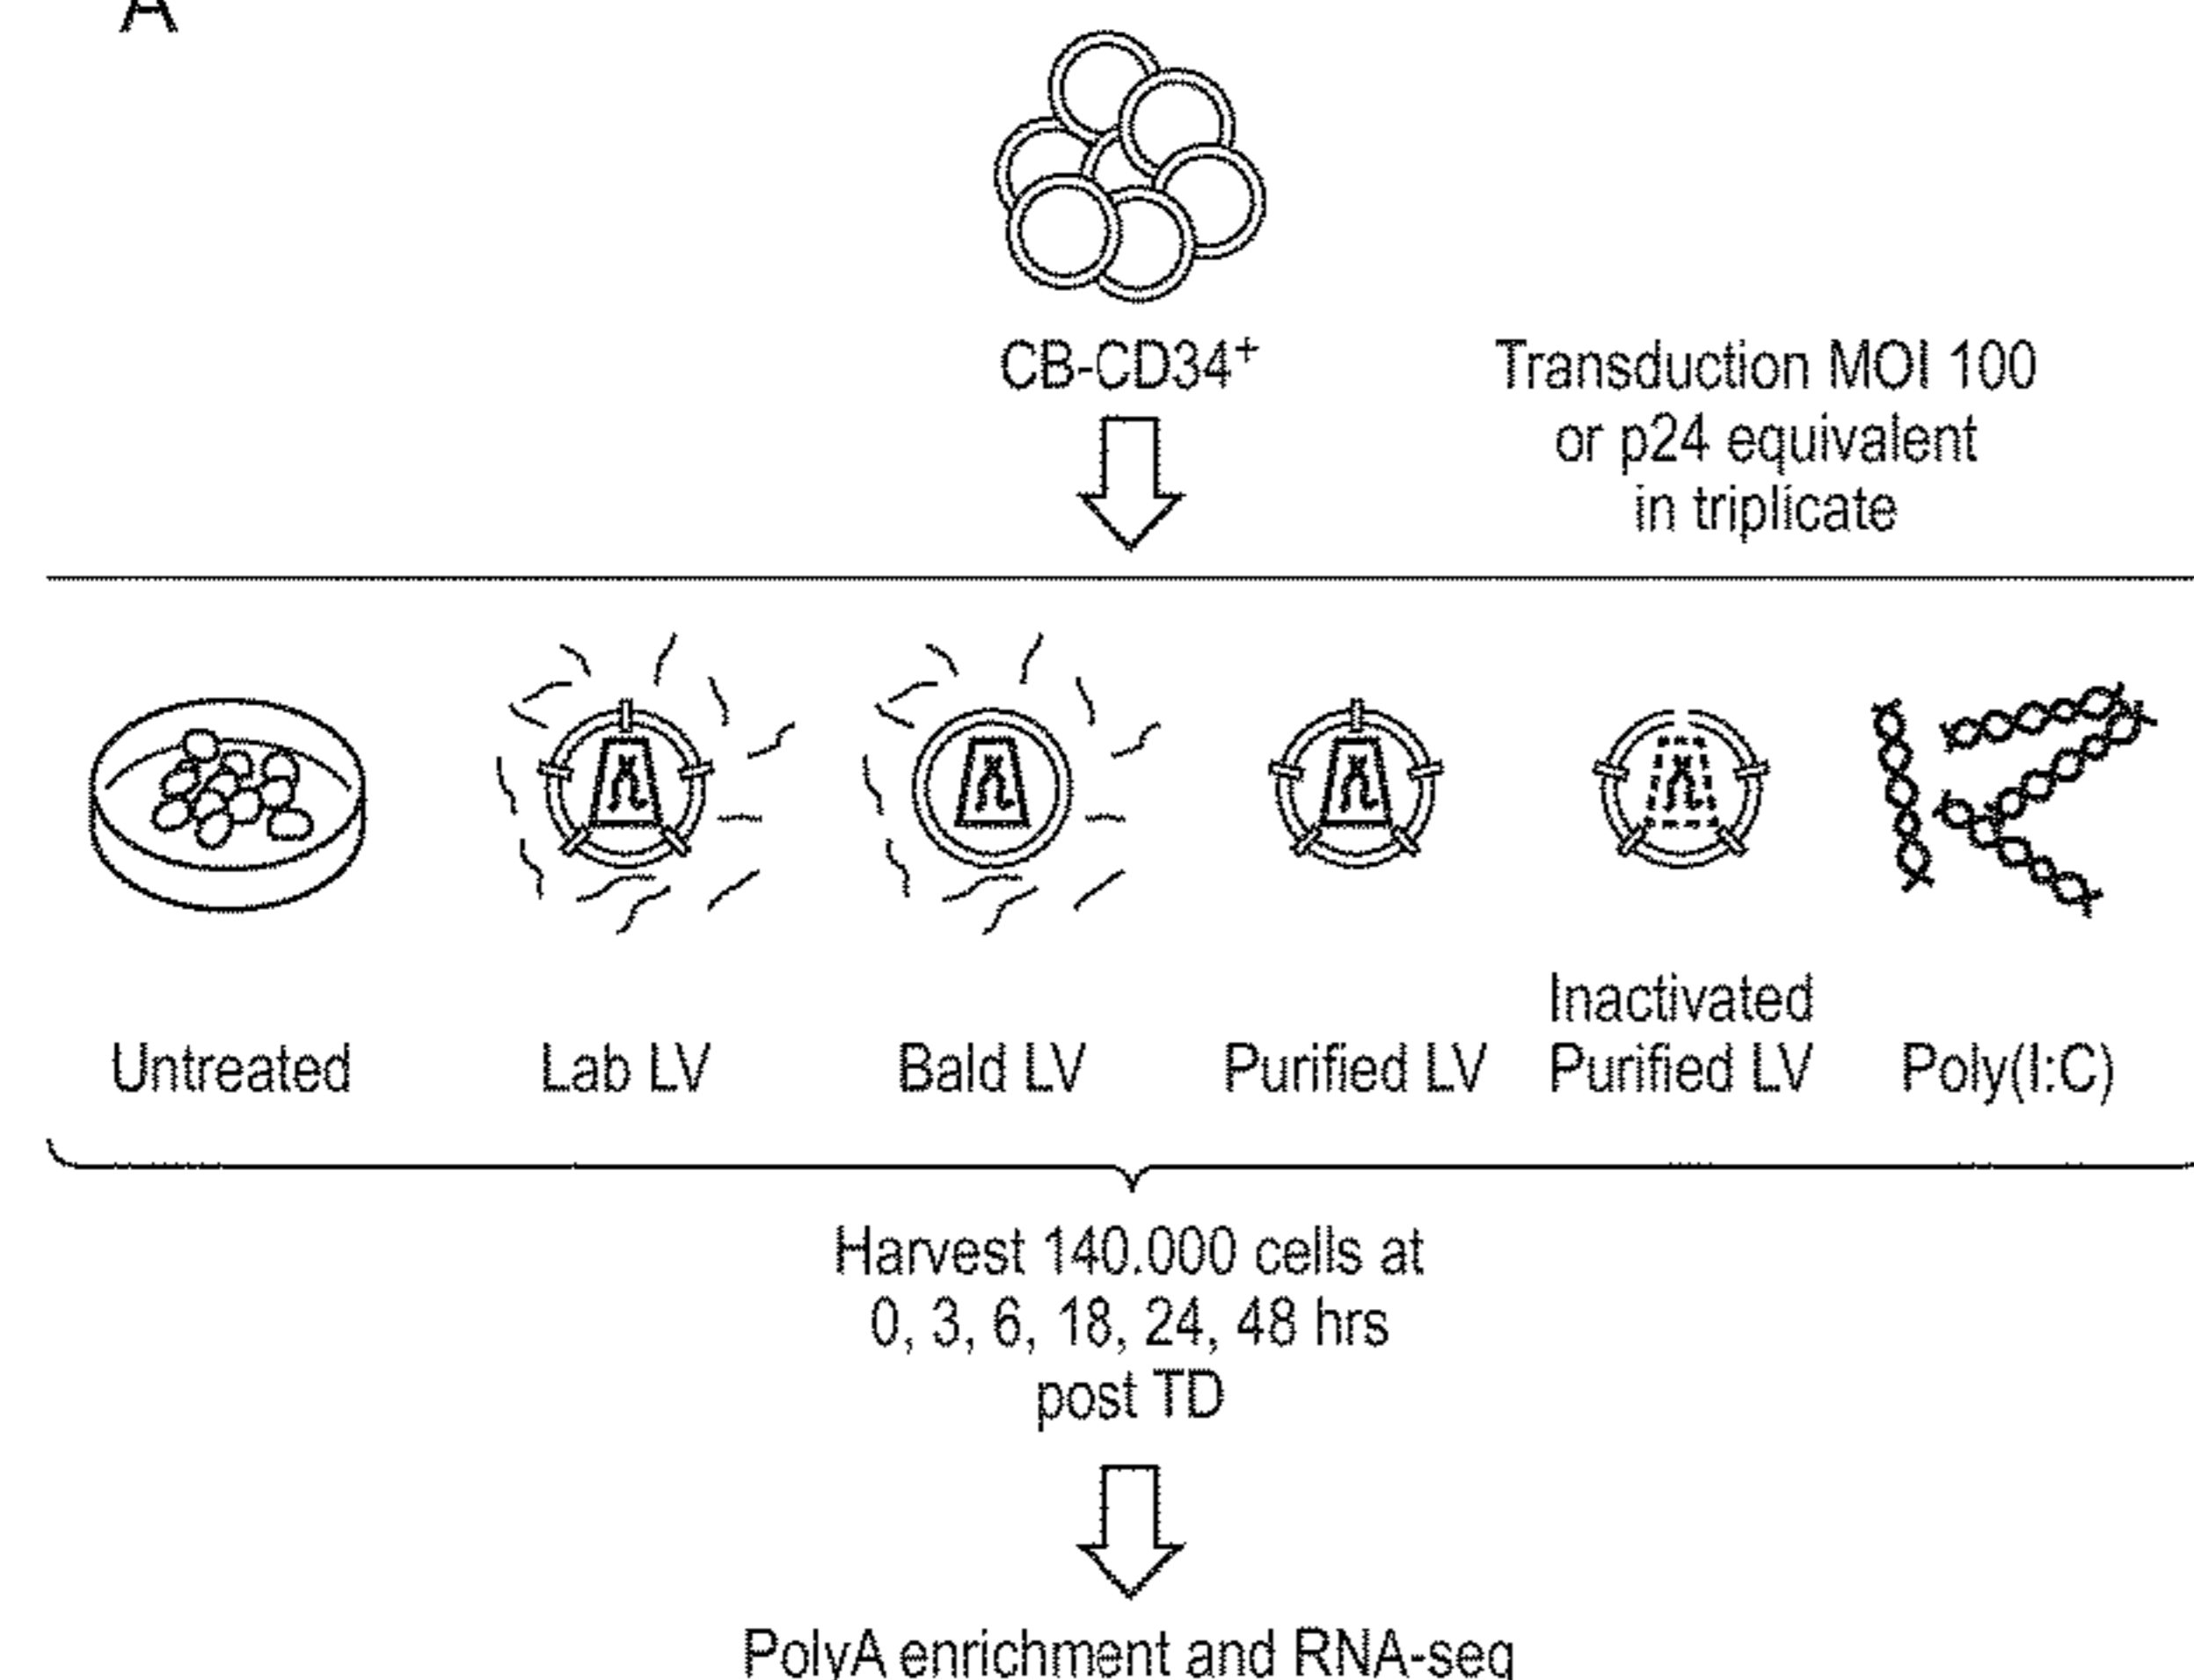 A
CB-CD34⁺
Transduction MOI 100
or p24 equivalent
in triplicate
Untreated
Lab LV
Bald LV
Purified LV
Inactivated
Purified LV
Poly(I:C)
Harvest 140.000 cells at
0, 3, 6, 18, 24, 48 hrs
post TD
PolyA enrichment and RNA-seq